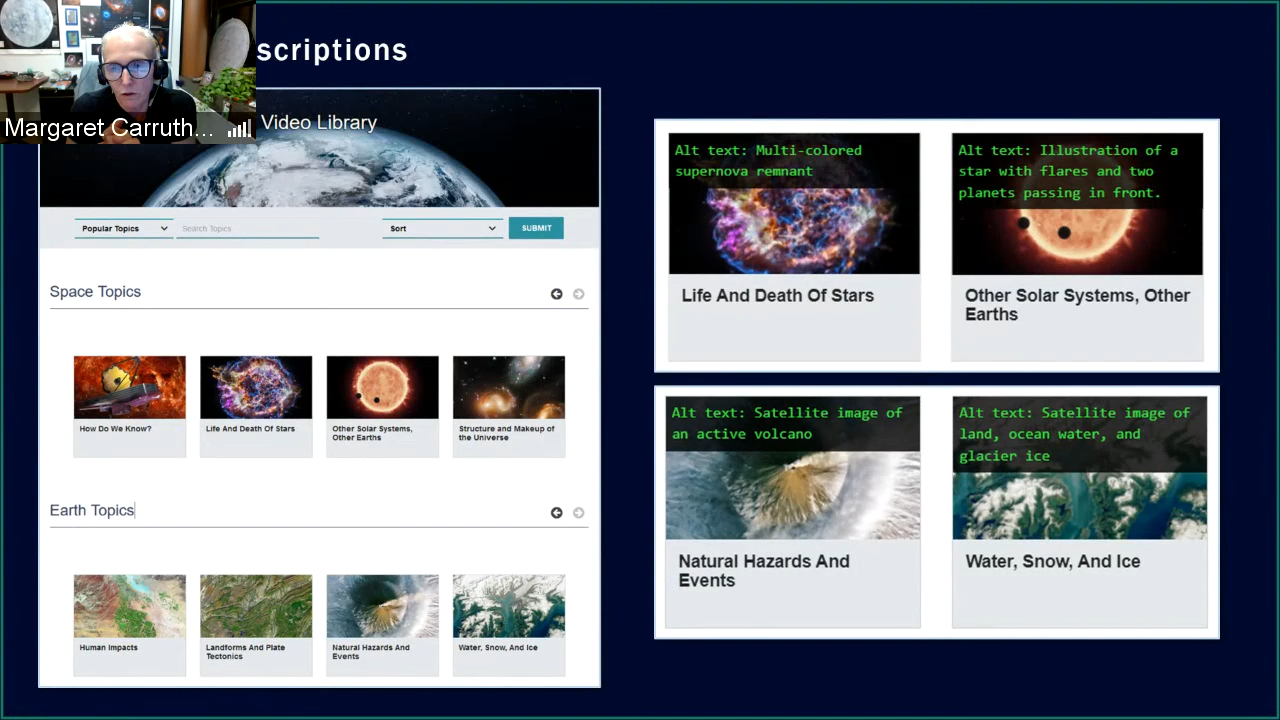 scriptions
Margaret Carruth...
Video Library
Popular Topics
Search Topics
Sort
SUBMIT
Space Topics
How Do We Know?
Life And Death Of Stars
Other Solar Systems,
Other Earths
Structure and Makeup of
the Universe
Earth Topics
Human Impacts
Landforms And Plate
Tectonics
Natural Hazards And
Events
Water, Snow, And Ice
Alt text: Multi-colored
supernova remnant
Life And Death Of Stars
Alt text: Illustration of a
star with flares and two
planets passing in front.
Other Solar Systems, Other
Earths
Alt text: Satellite image of
an active volcano
Natural Hazards And
Events
Alt text: Satellite image of
land, ocean water, and
glacier ice
Water, Snow, And Ice